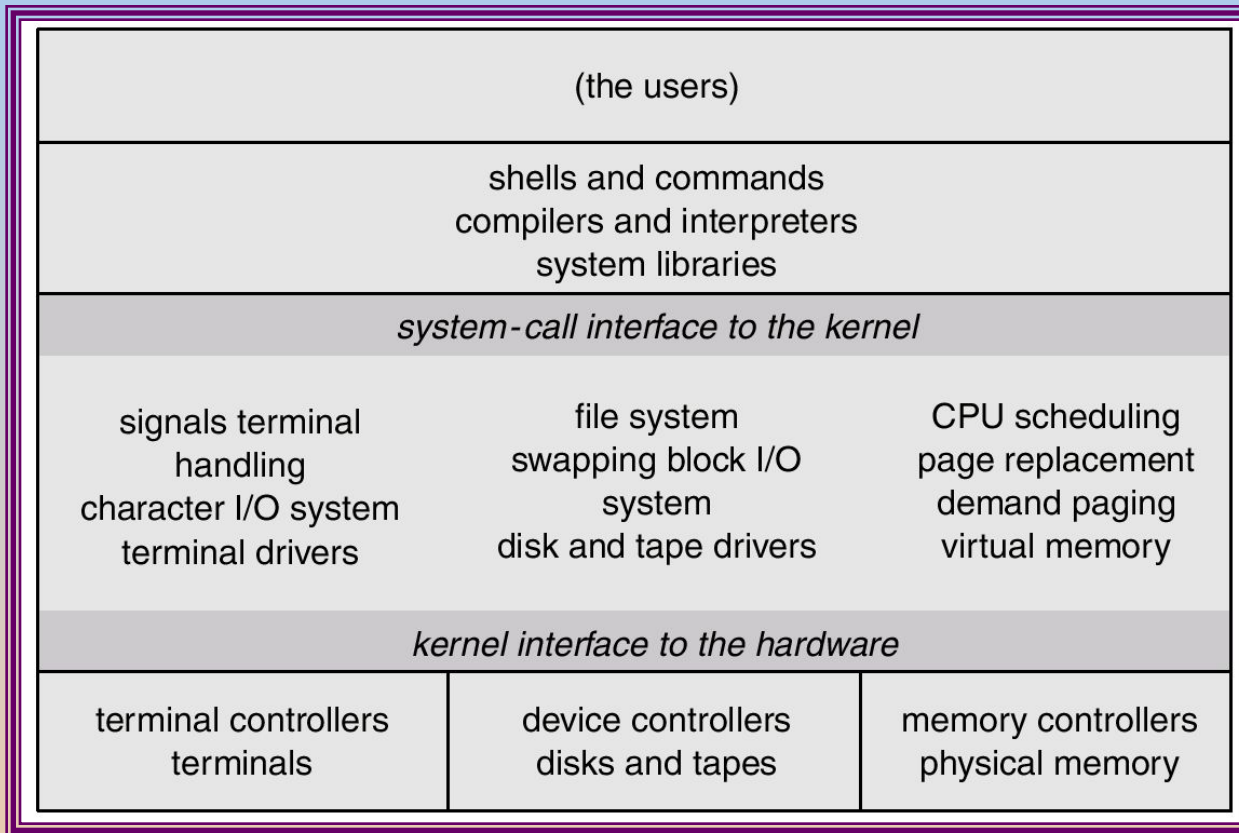 (the users)
shells and commands
compilers and interpreters
system libraries
system-call interface to the kernel
signals terminal
handling
character I/O system
terminal drivers
file system
swapping block I/O
system
disk and tape drivers
CPU scheduling
page replacement
demand paging
virtual memory
kernel interface to the hardware
terminal controllers
terminals
device controllers
disks and tapes
memory controllers
physical memory